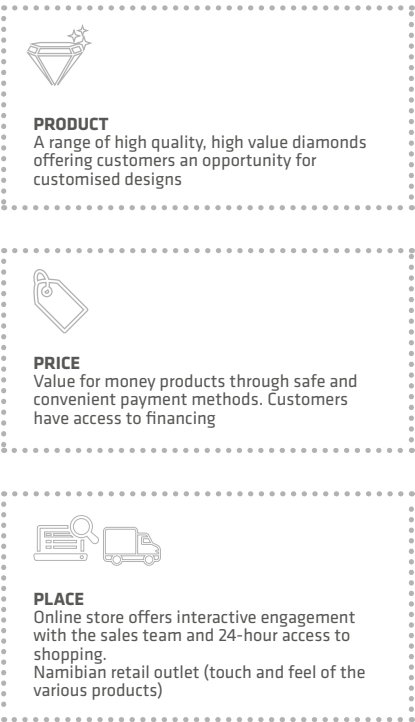 PRODUCT
A range of high quality, high value diamonds
offering customers an opportunity for
customised designs
PRICE
Value for money products through safe and
convenient payment methods. Customers
have access to financing
PLACE
Online store offers interactive engagement
with the sales team and 24-hour access to
shopping.
Namibian retail outlet (touch and feel of the
various products)